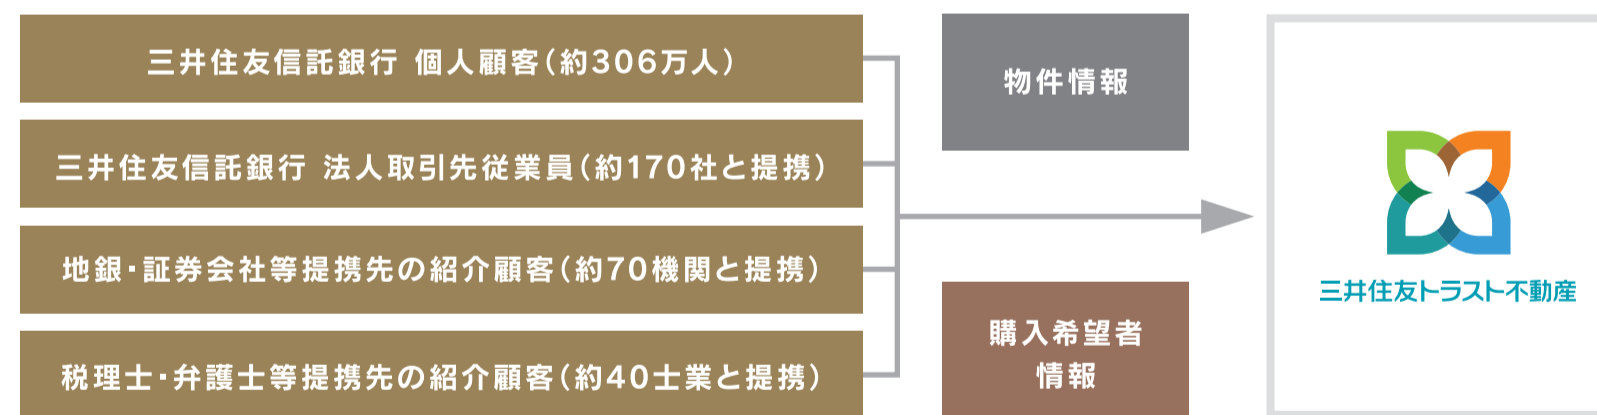 三井住友信託銀行 個人顧客（約306万人）
三井住友信託銀行 法人取引先従業員（約170社と提携）
地銀・証券会社等提携先の紹介顧客（約70機関と提携）
税理士・弁護士等提携先の紹介顧客（約40士業と提携）
物件情報
購入希望者
情報
三井住友トラスト不動産